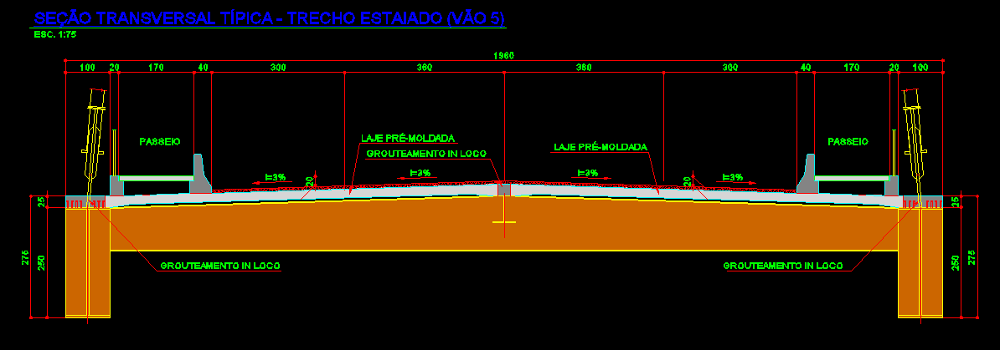 SEÇÃO TRANSVERSAL TÍPICA - TRECHO ESTAIADO (VÃO 5)
ESC. 1:75
1960
100 20 170 40 300 360 360 300 40 170 20 100
PASSEIO
LAJE PRÉ-MOLDADA
GROUTEAMENTO IN LOCO
LAJE PRÉ-MOLDADA
PASSEIO
I=3% I=3% I=3% I=3%
20 20
25 25
275 250 250 275
GROUTEAMENTO IN LOCO
GROUTEAMENTO IN LOCO